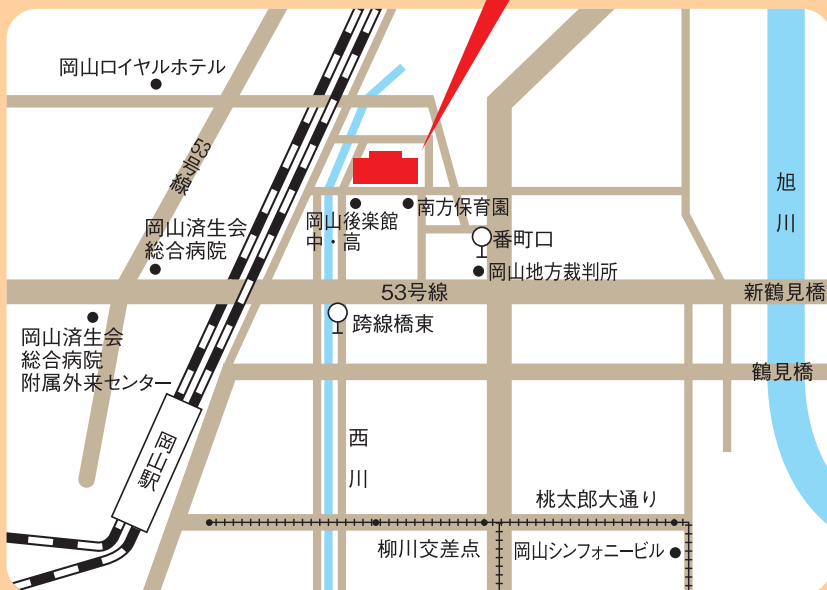 岡山ロイヤルホテル
53号線
旭川
岡山後楽館
中・高
南方保育園
岡山済生会
総合病院
番町口
岡山地方裁判所
53号線
新鶴見橋
跨線橋東
岡山済生会
総合病院
附属外来センター
鶴見橋
岡山駅
西川
桃太郎大通り
柳川交差点
岡山シンフォニービル